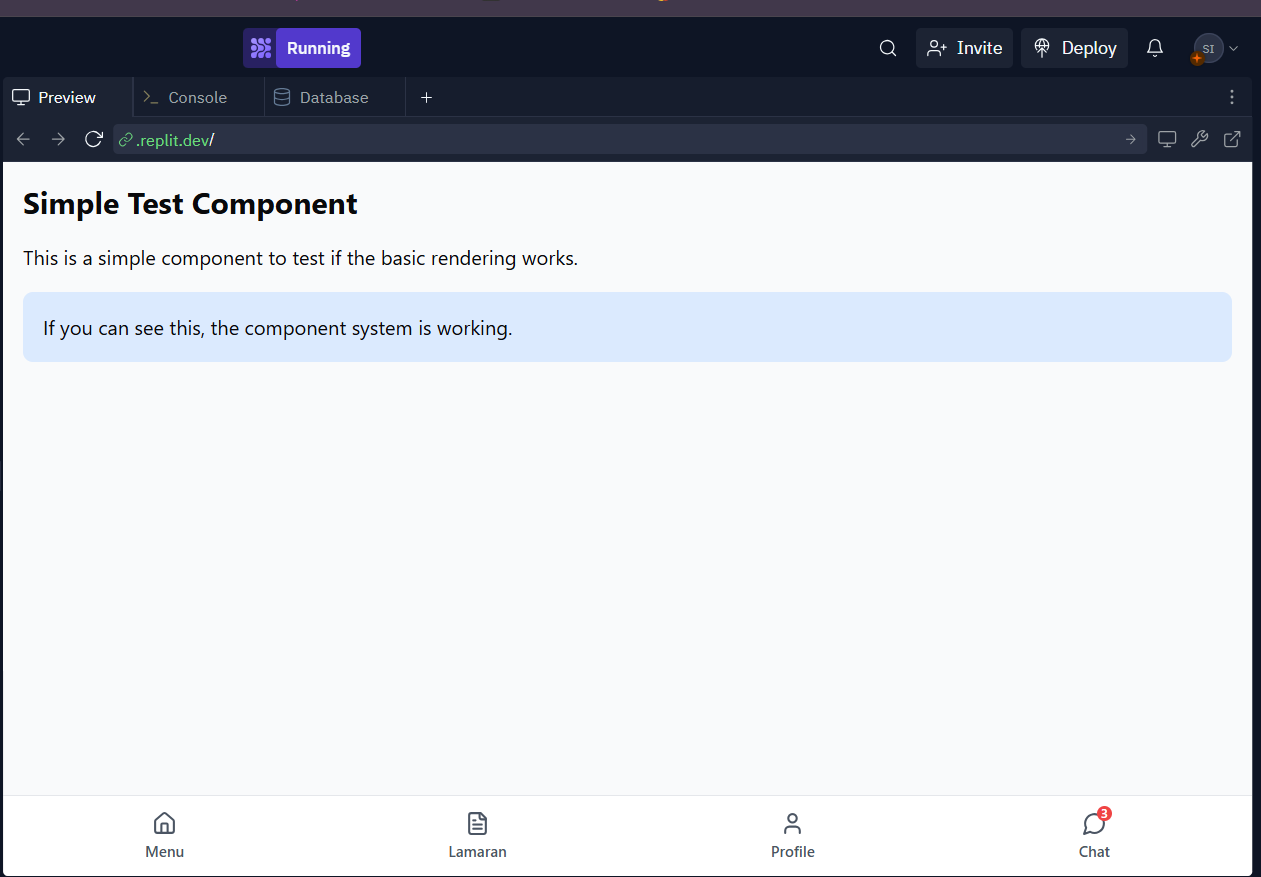 Running
Invite
Deploy
SI
Preview
Console
Database
.replit.dev/
Simple Test Component
This is a simple component to test if the basic rendering works.
If you can see this, the component system is working.
3
Menu
Lamaran
Profile
Chat